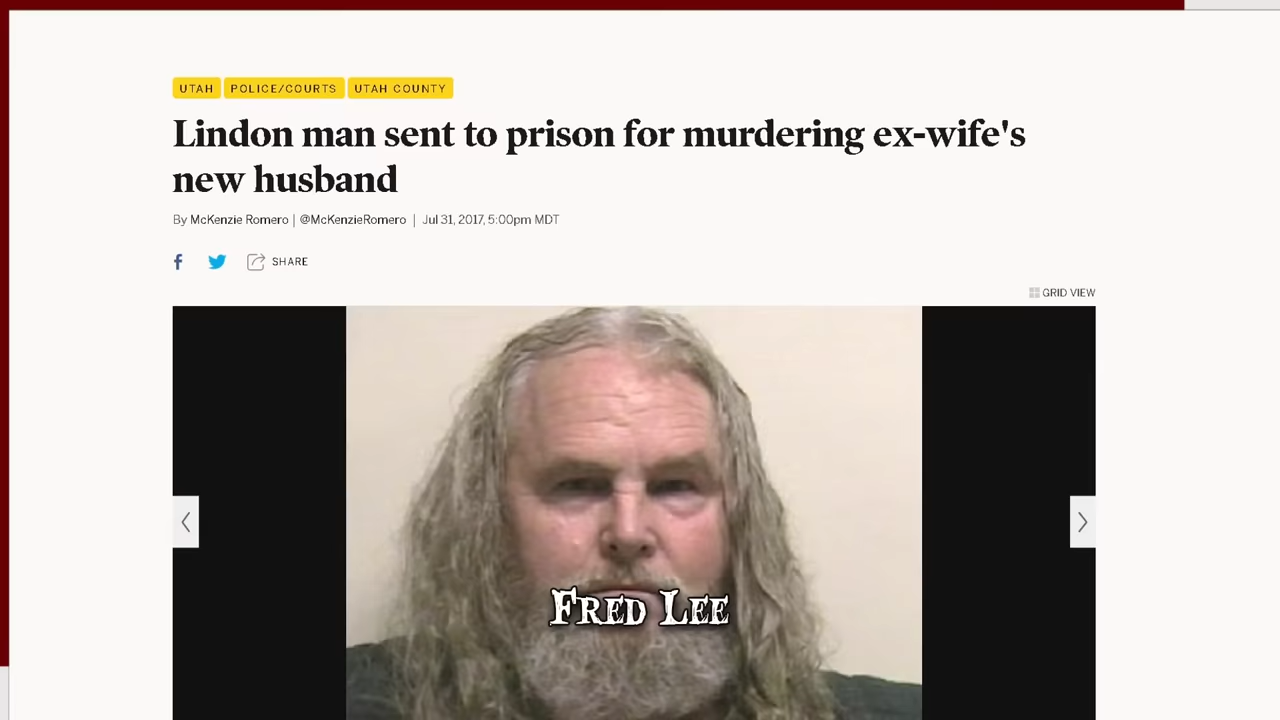 UTAH POLICE/COURTS UTAH COUNTY
Lindon man sent to prison for murdering ex-wife's
new husband
By McKenzie Romero | @McKenzieRomero | Jul 31, 2017, 5:00pm MDT
SHARE
GRID VIEW
FRED LEE